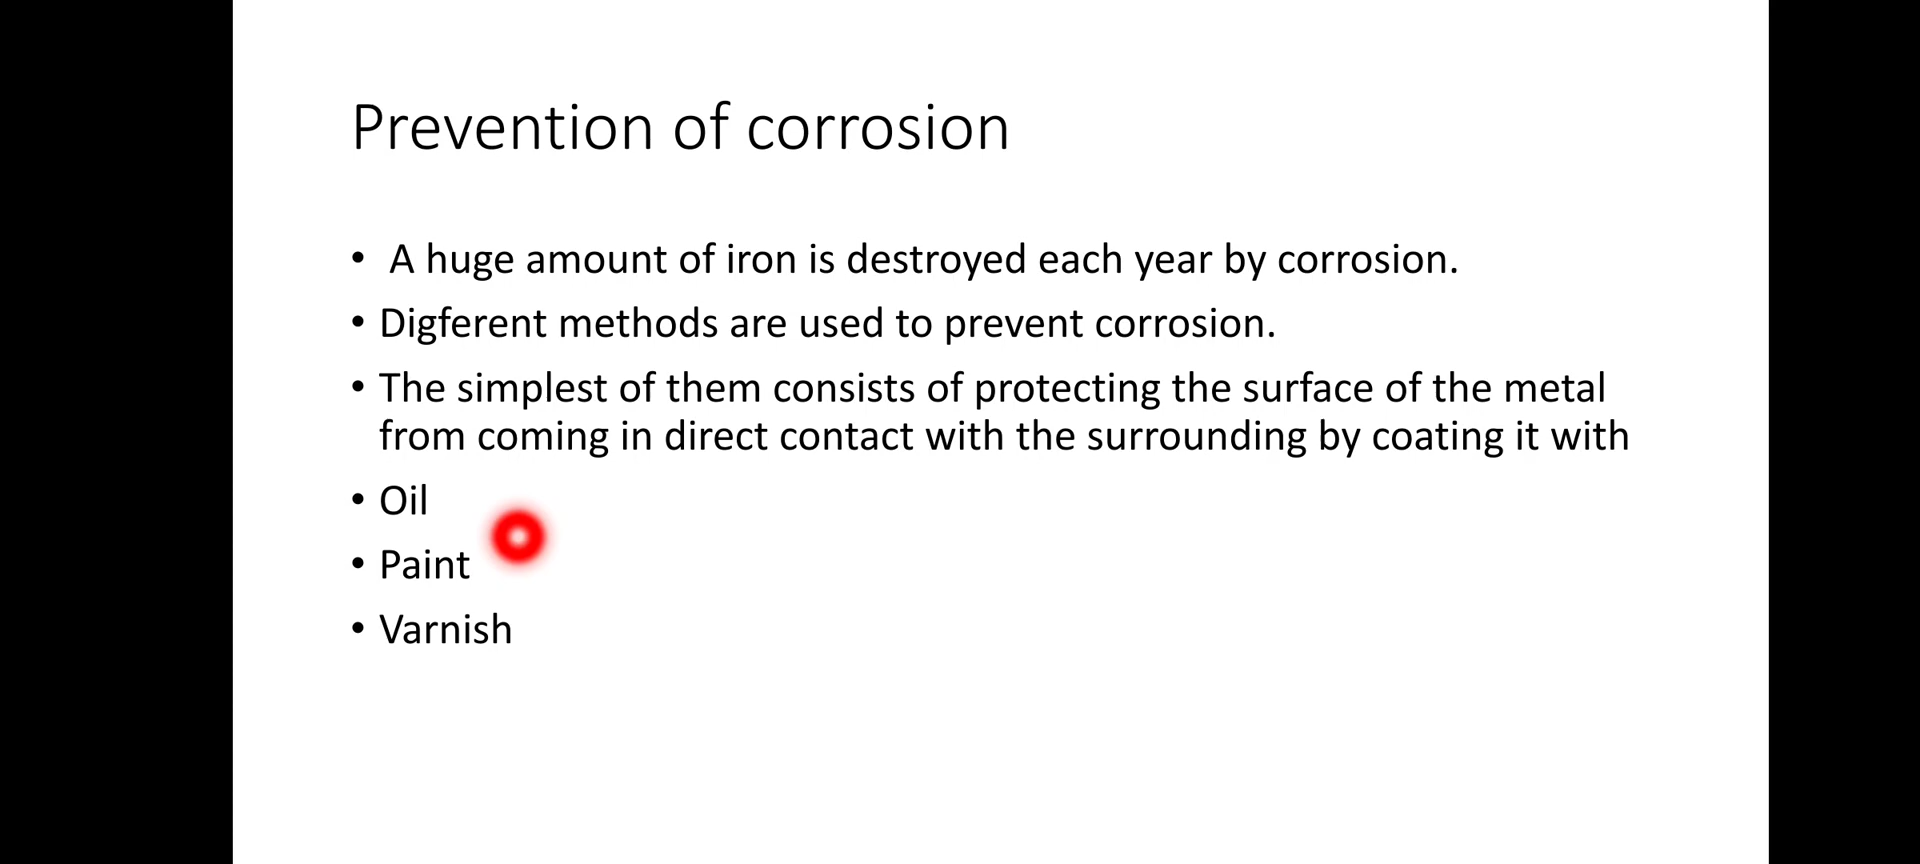 Prevention of corrosion
• A huge amount of iron is destroyed each year by corrosion.
• Digferent methods are used to prevent corrosion.
• The simplest of them consists of protecting the surface of the metal
from coming in direct contact with the surrounding by coating it with
• Oil
• Paint
• Varnish